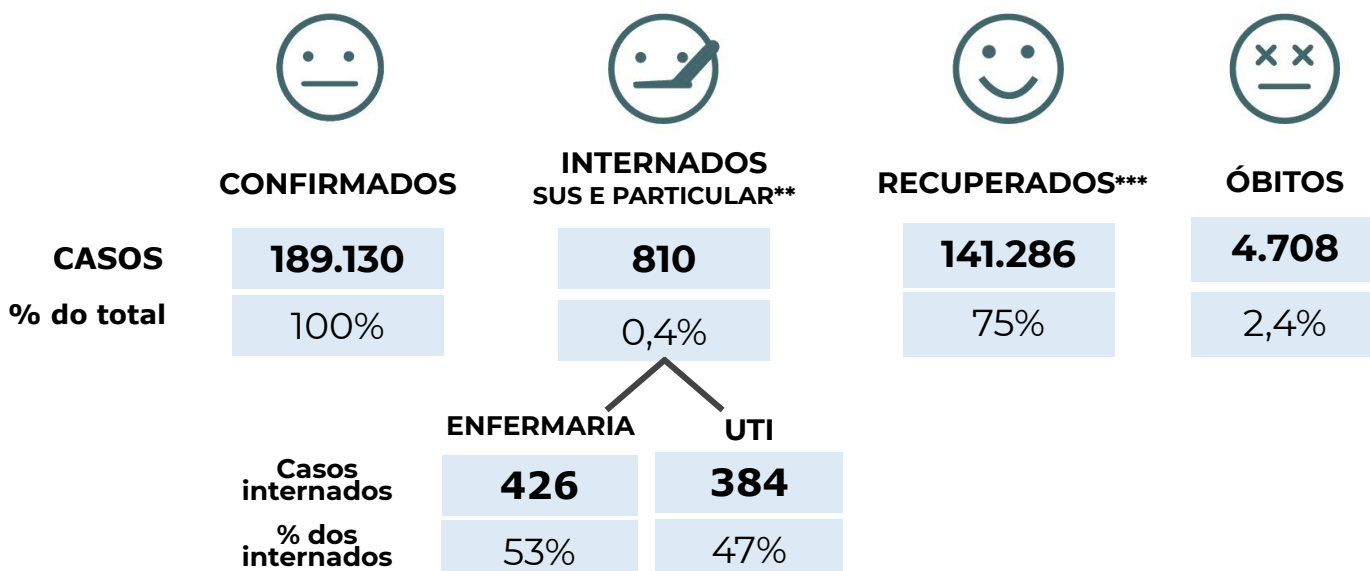 CONFIRMADOS
INTERNADOS
SUS E PARTICULAR**
RECUPERADOS***
ÓBITOS
CASOS
189.130
810
141.286
4.708
% do total
100%
0,4%
75%
2,4%
ENFERMARIA
UTI
Casos
internados
426
384
% dos
internados
53%
47%